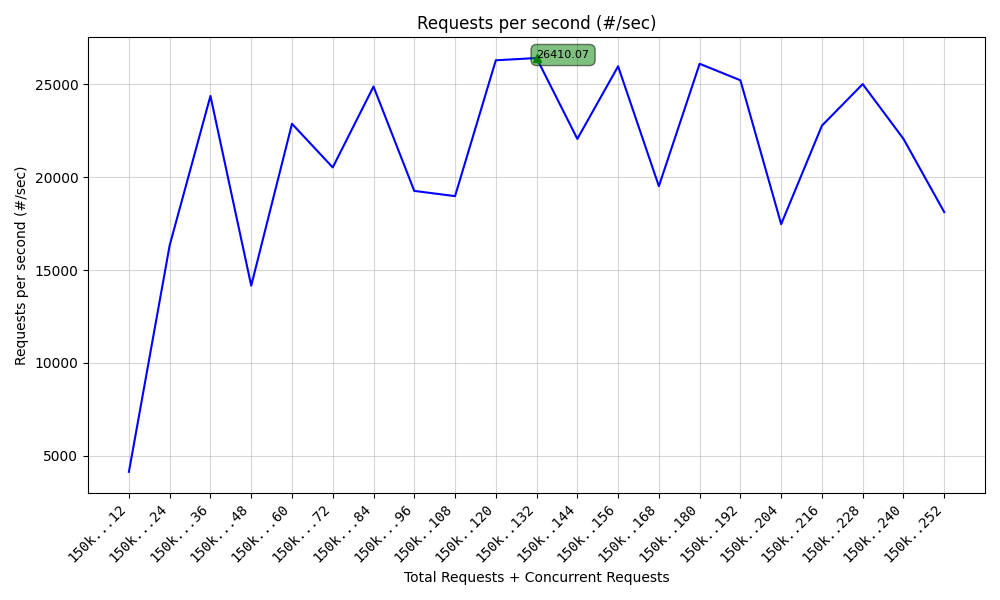 Requests per second (#/sec)
26410.07
25000
20000
15000
10000
5000
Requests per second (#/sec)
150k...12
150k...24
150k...36
150k...48
150k...60
150k...72
150k...84
150k...96
150k..108
150k..120
150k..132
150k..144
150k..156
150k..168
150k..180
150k..192
150k..204
150k..216
150k..228
150k..240
150k..252
Total Requests + Concurrent Requests